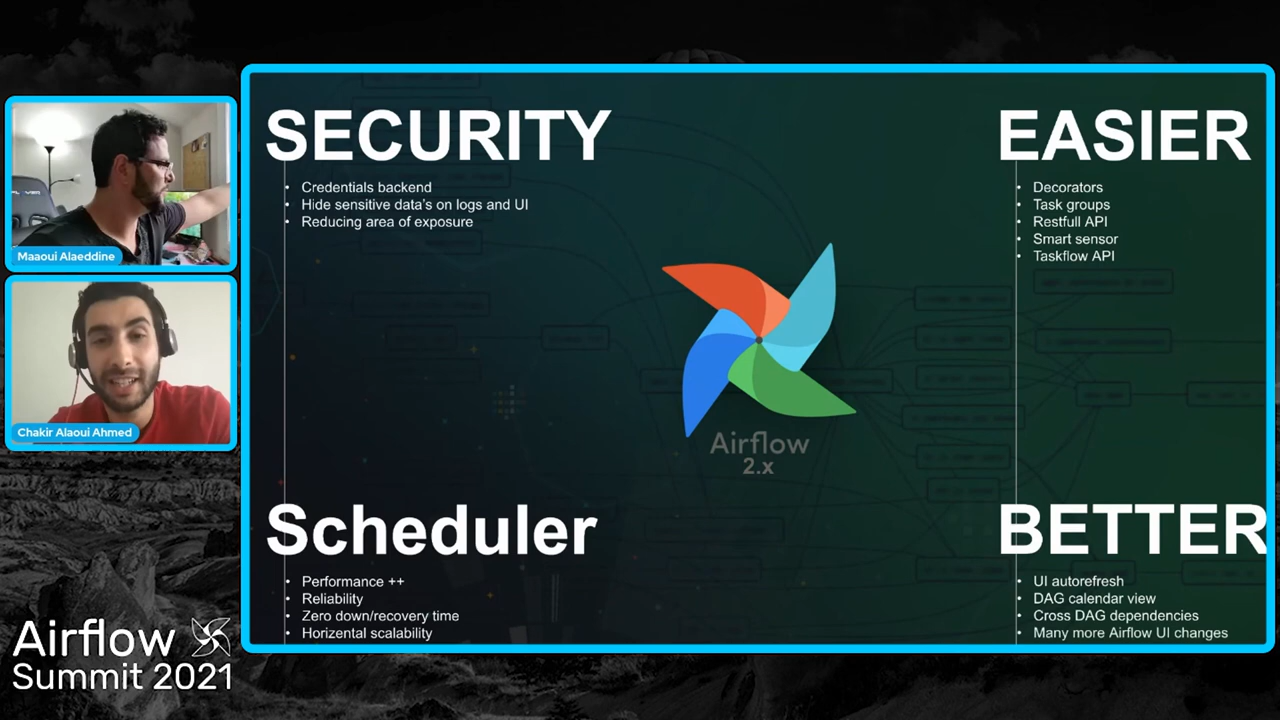 SECURITY
• Credentials backend
• Hide sensitive data's on logs and UI
• Reducing area of exposure
EASIER
• Decorators
• Task groups
• Restfull API
• Smart sensor
• Taskflow API
Maaoui Alaeddine
Chakir Alaoui Ahmed
Airflow
2.x
Scheduler
• Performance ++
• Reliability
• Zero down/recovery time
• Horizental scalability
BETTER
• UI autorefresh
• DAG calendar view
• Cross DAG dependencies
• Many more Airflow UI changes
Airflow
Summit 2021